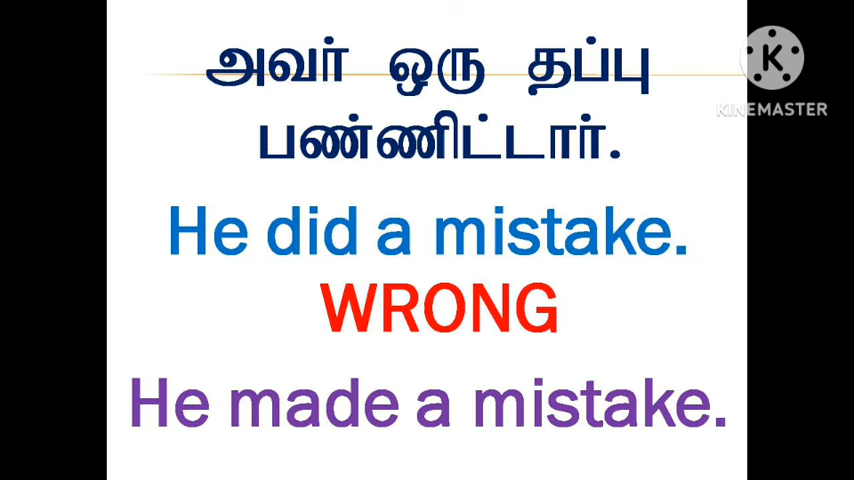 அவர் ஒரு தப்பு
பண்ணிட்டார்.
He did a mistake.
WRONG
He made a mistake.
K
KINEMASTER